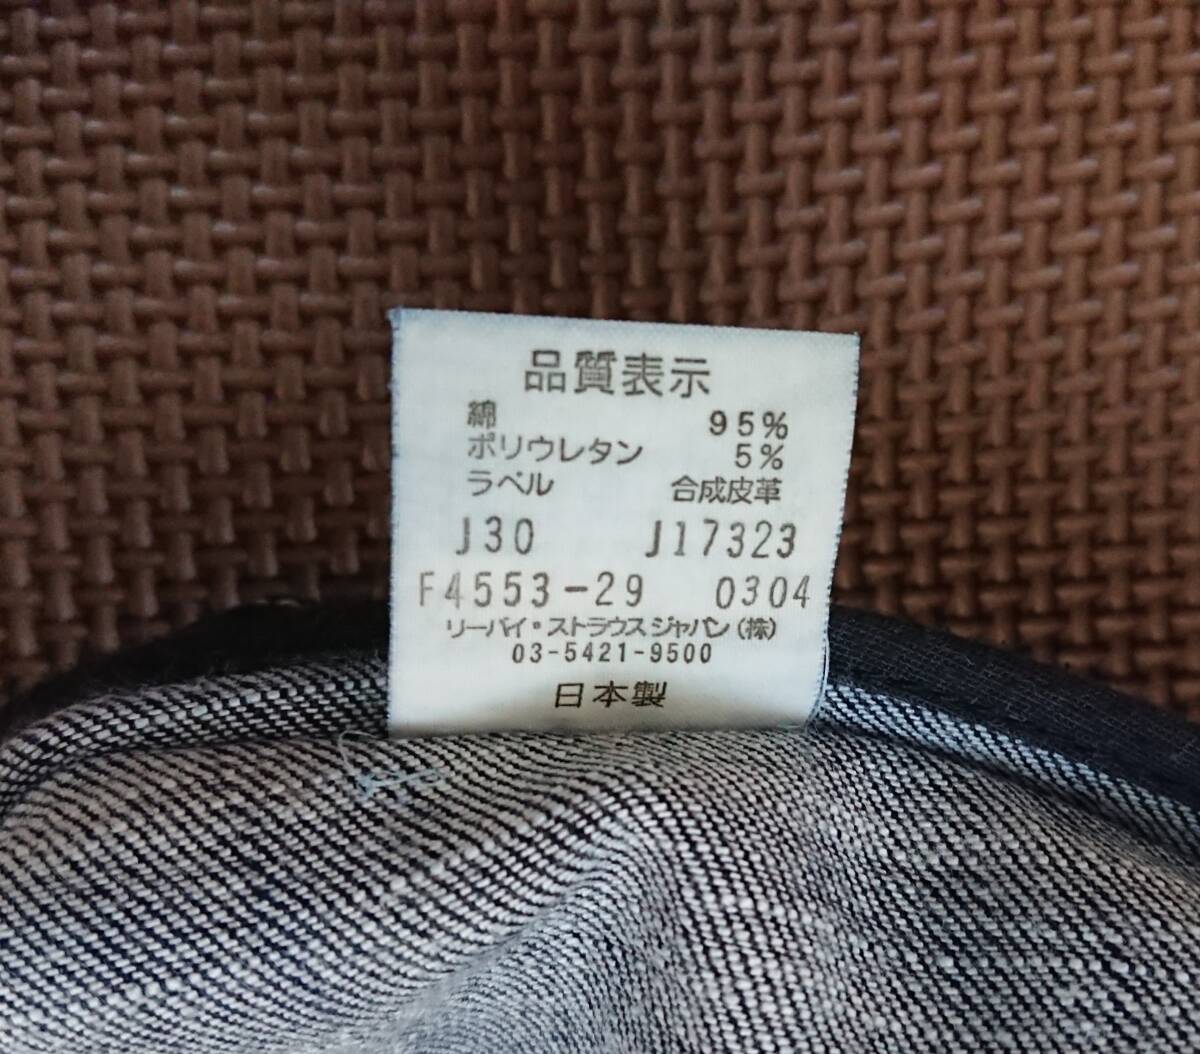 品質表示
綿 95%
ポリウレタン 5%
ラベル 合成皮革
J30 J17323
F4553-29 0304
リーバイ・ストラウスジャパン(株)
03-5421-9500
日本製